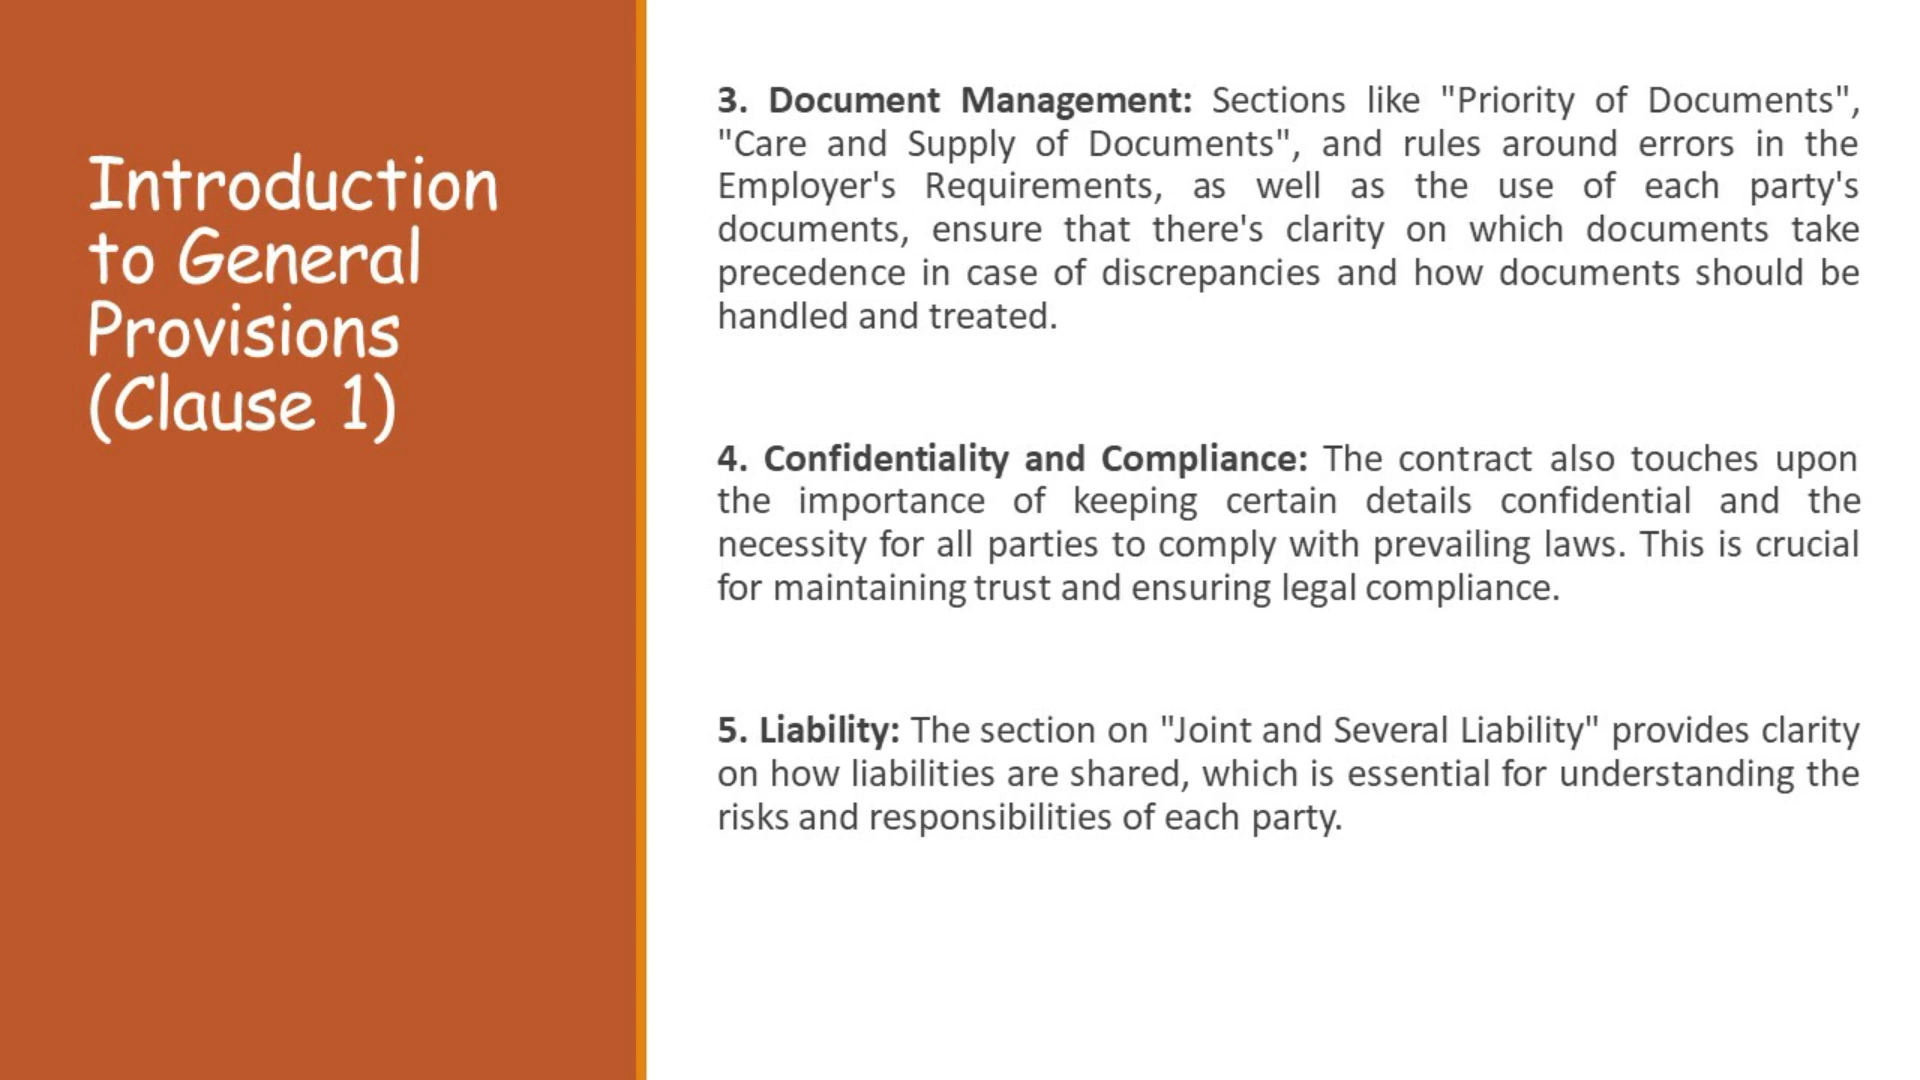 Introduction
to General
Provisions
(Clause 1)
3. Document Management: Sections like "Priority of Documents",
"Care and Supply of Documents", and rules around errors in the
Employer's Requirements, as well as the use of each party's
documents, ensure that there's clarity on which documents take
precedence in case of discrepancies and how documents should be
handled and treated.
4. Confidentiality and Compliance: The contract also touches upon
the importance of keeping certain details confidential and the
necessity for all parties to comply with prevailing laws. This is crucial
for maintaining trust and ensuring legal compliance.
5. Liability: The section on "Joint and Several Liability" provides clarity
on how liabilities are shared, which is essential for understanding the
risks and responsibilities of each party.